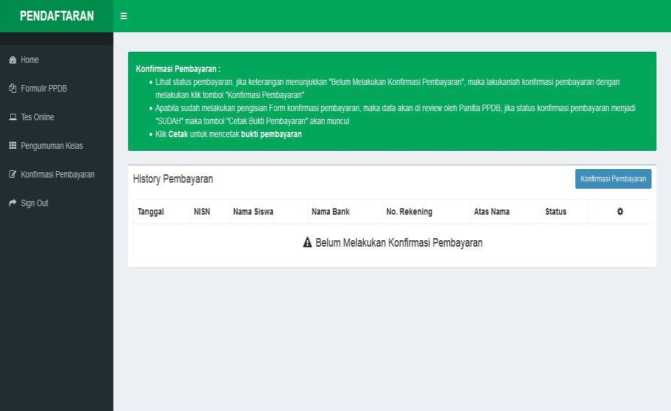 PENDAFTARAN
Home
Formulir PPDB
Tes Online
Pengumuman Kelas
Konfirmasi Pembayaran
Sign Out
Konfirmasi Pembayaran :
Lihat status pembayaran, jika keterangan menunjukkan "Belum Melakukan Konfirmasi Pembayaran", maka lakukanlah konfirmasi pembayaran dengan
melakukan klik tombol "Konfirmasi Pembayaran"
Apabila sudah melakukan pengisian Form konfirmasi pembayaran, maka data akan di review oleh Panitia PPDB, jika status konfirmasi pembayaran menjadi
"SUDAH" maka tombol "Cetak Bukti Pembayaran" akan muncul
Klik Cetak untuk mencetak bukti pembayaran
History Pembayaran
Konfirmasi Pembayaran
Tanggal NISN Nama Siswa Nama Bank No. Rekening Atas Nama Status
Belum Melakukan Konfirmasi Pembayaran